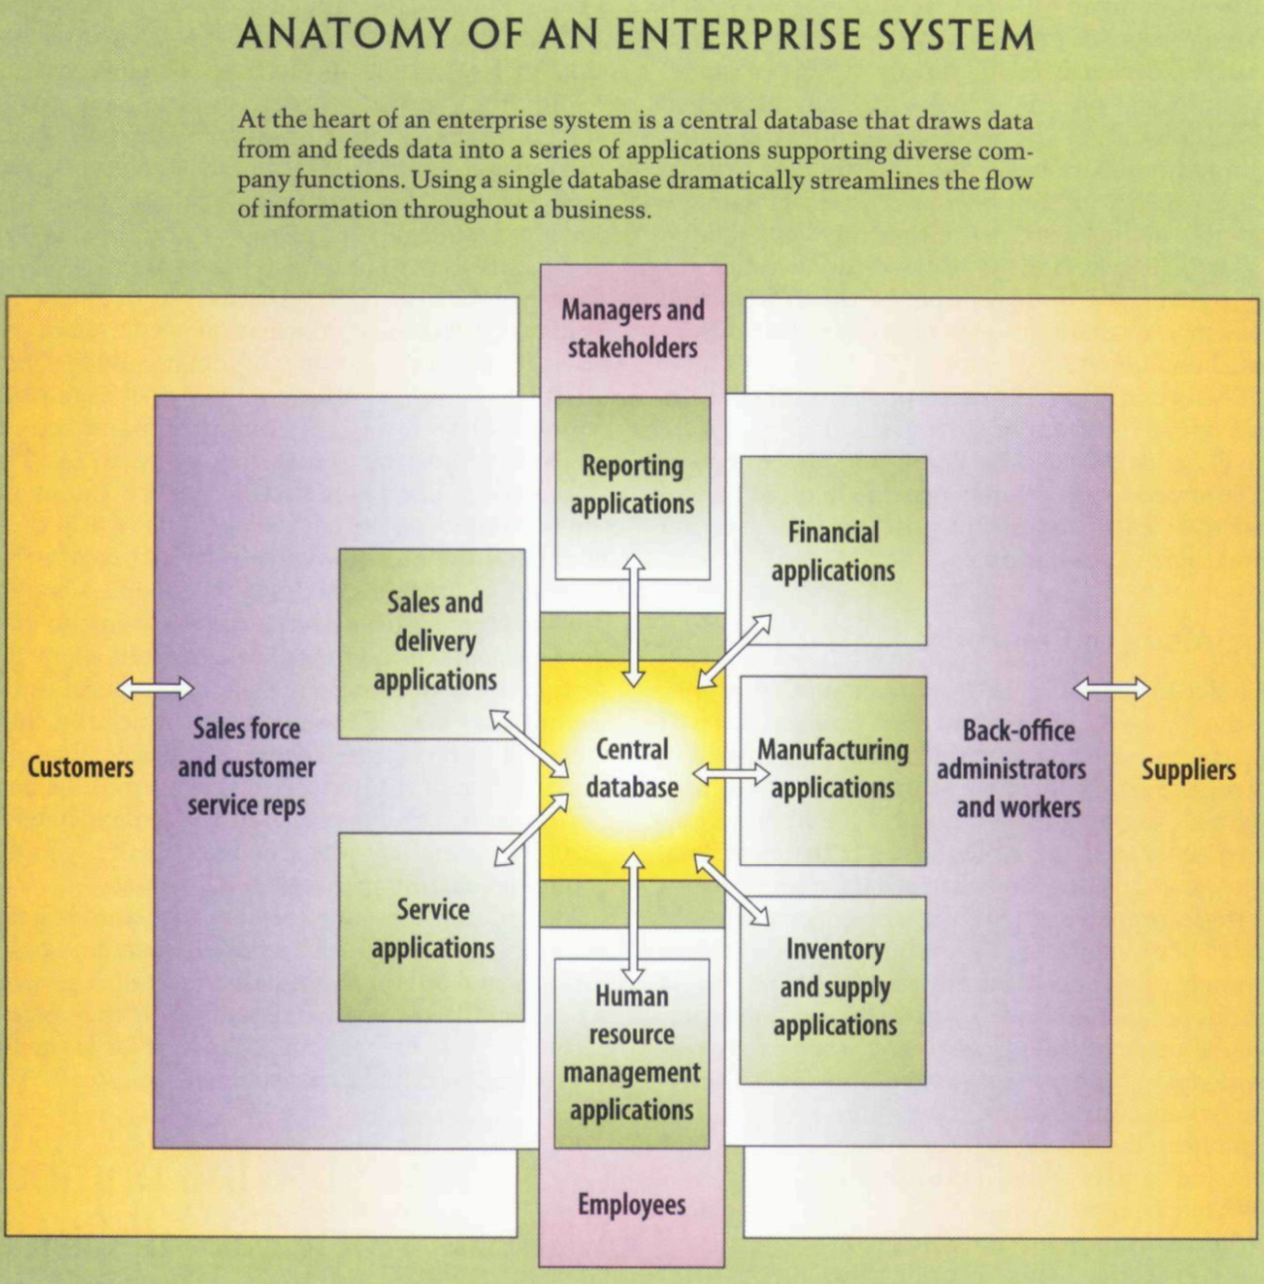 ANATOMY OF AN ENTERPRISE SYSTEM
At the heart of an enterprise system is a central database that draws data
from and feeds data into a series of applications supporting diverse com-
pany functions. Using a single database dramatically streamlines the flow
of information throughout a business.
Managers and
stakeholders
Reporting
applications
Financial
applications
Sales and
delivery
applications
Customers
Sales force
and customer
service reps
Central
database
Manufacturing
applications
Back-office
administrators
and workers
Suppliers
Service
applications
Inventory
and supply
applications
Human
resource
management
applications
Employees